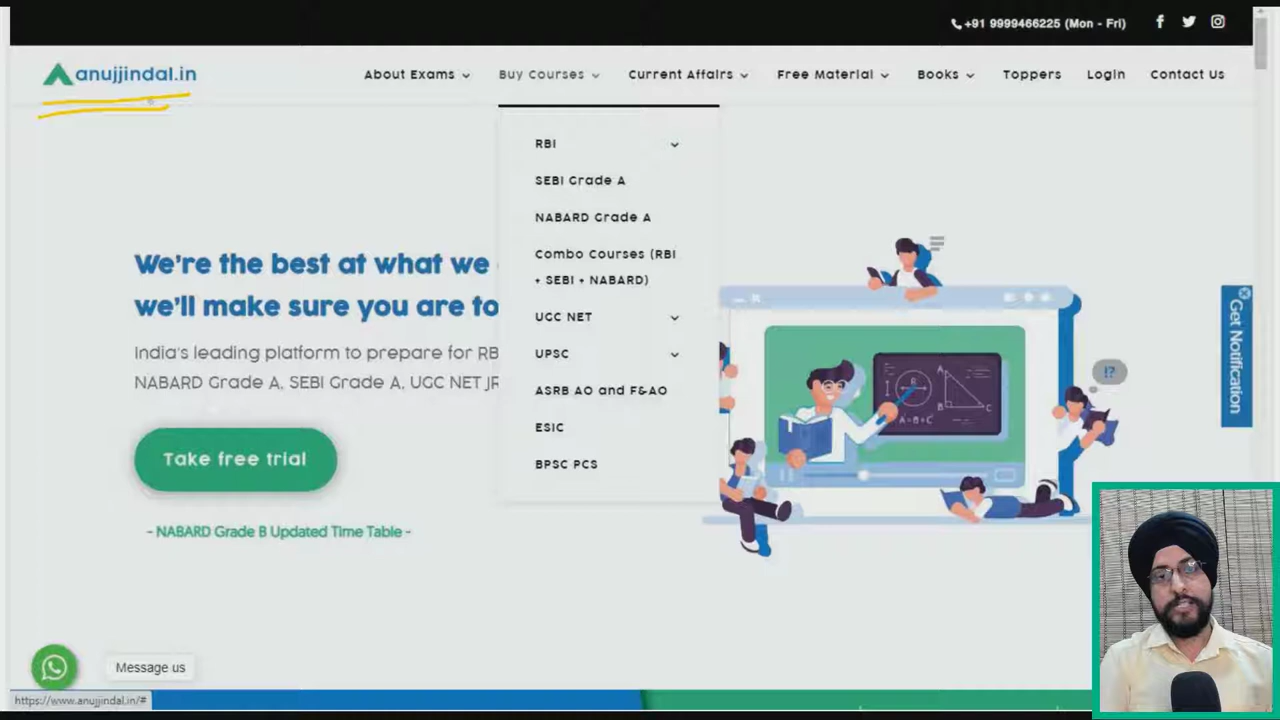 +91 9999466225 (Mon - Fri)
anujjindal.in
About Exams
Buy Courses
Current Affairs
Free Material
Books
Toppers
Login
Contact Us
RBI
SEBI Grade A
NABARD Grade A
Combo Courses (RBI
+ SEBI + NABARD)
UGC NET
UPSC
ASRB AO and F&AO
ESIC
BPSC PCS
We're the best at what we
we'll make sure you are to
India's leading platform to prepare for RB
NABARD Grade A, SEBI Grade A, UGC NET JR
Take free trial
- NABARD Grade B Updated Time Table -
R
A
B
C
A=B+C
!?
Get Notification
Message us
https://www.anujjindal.in/#